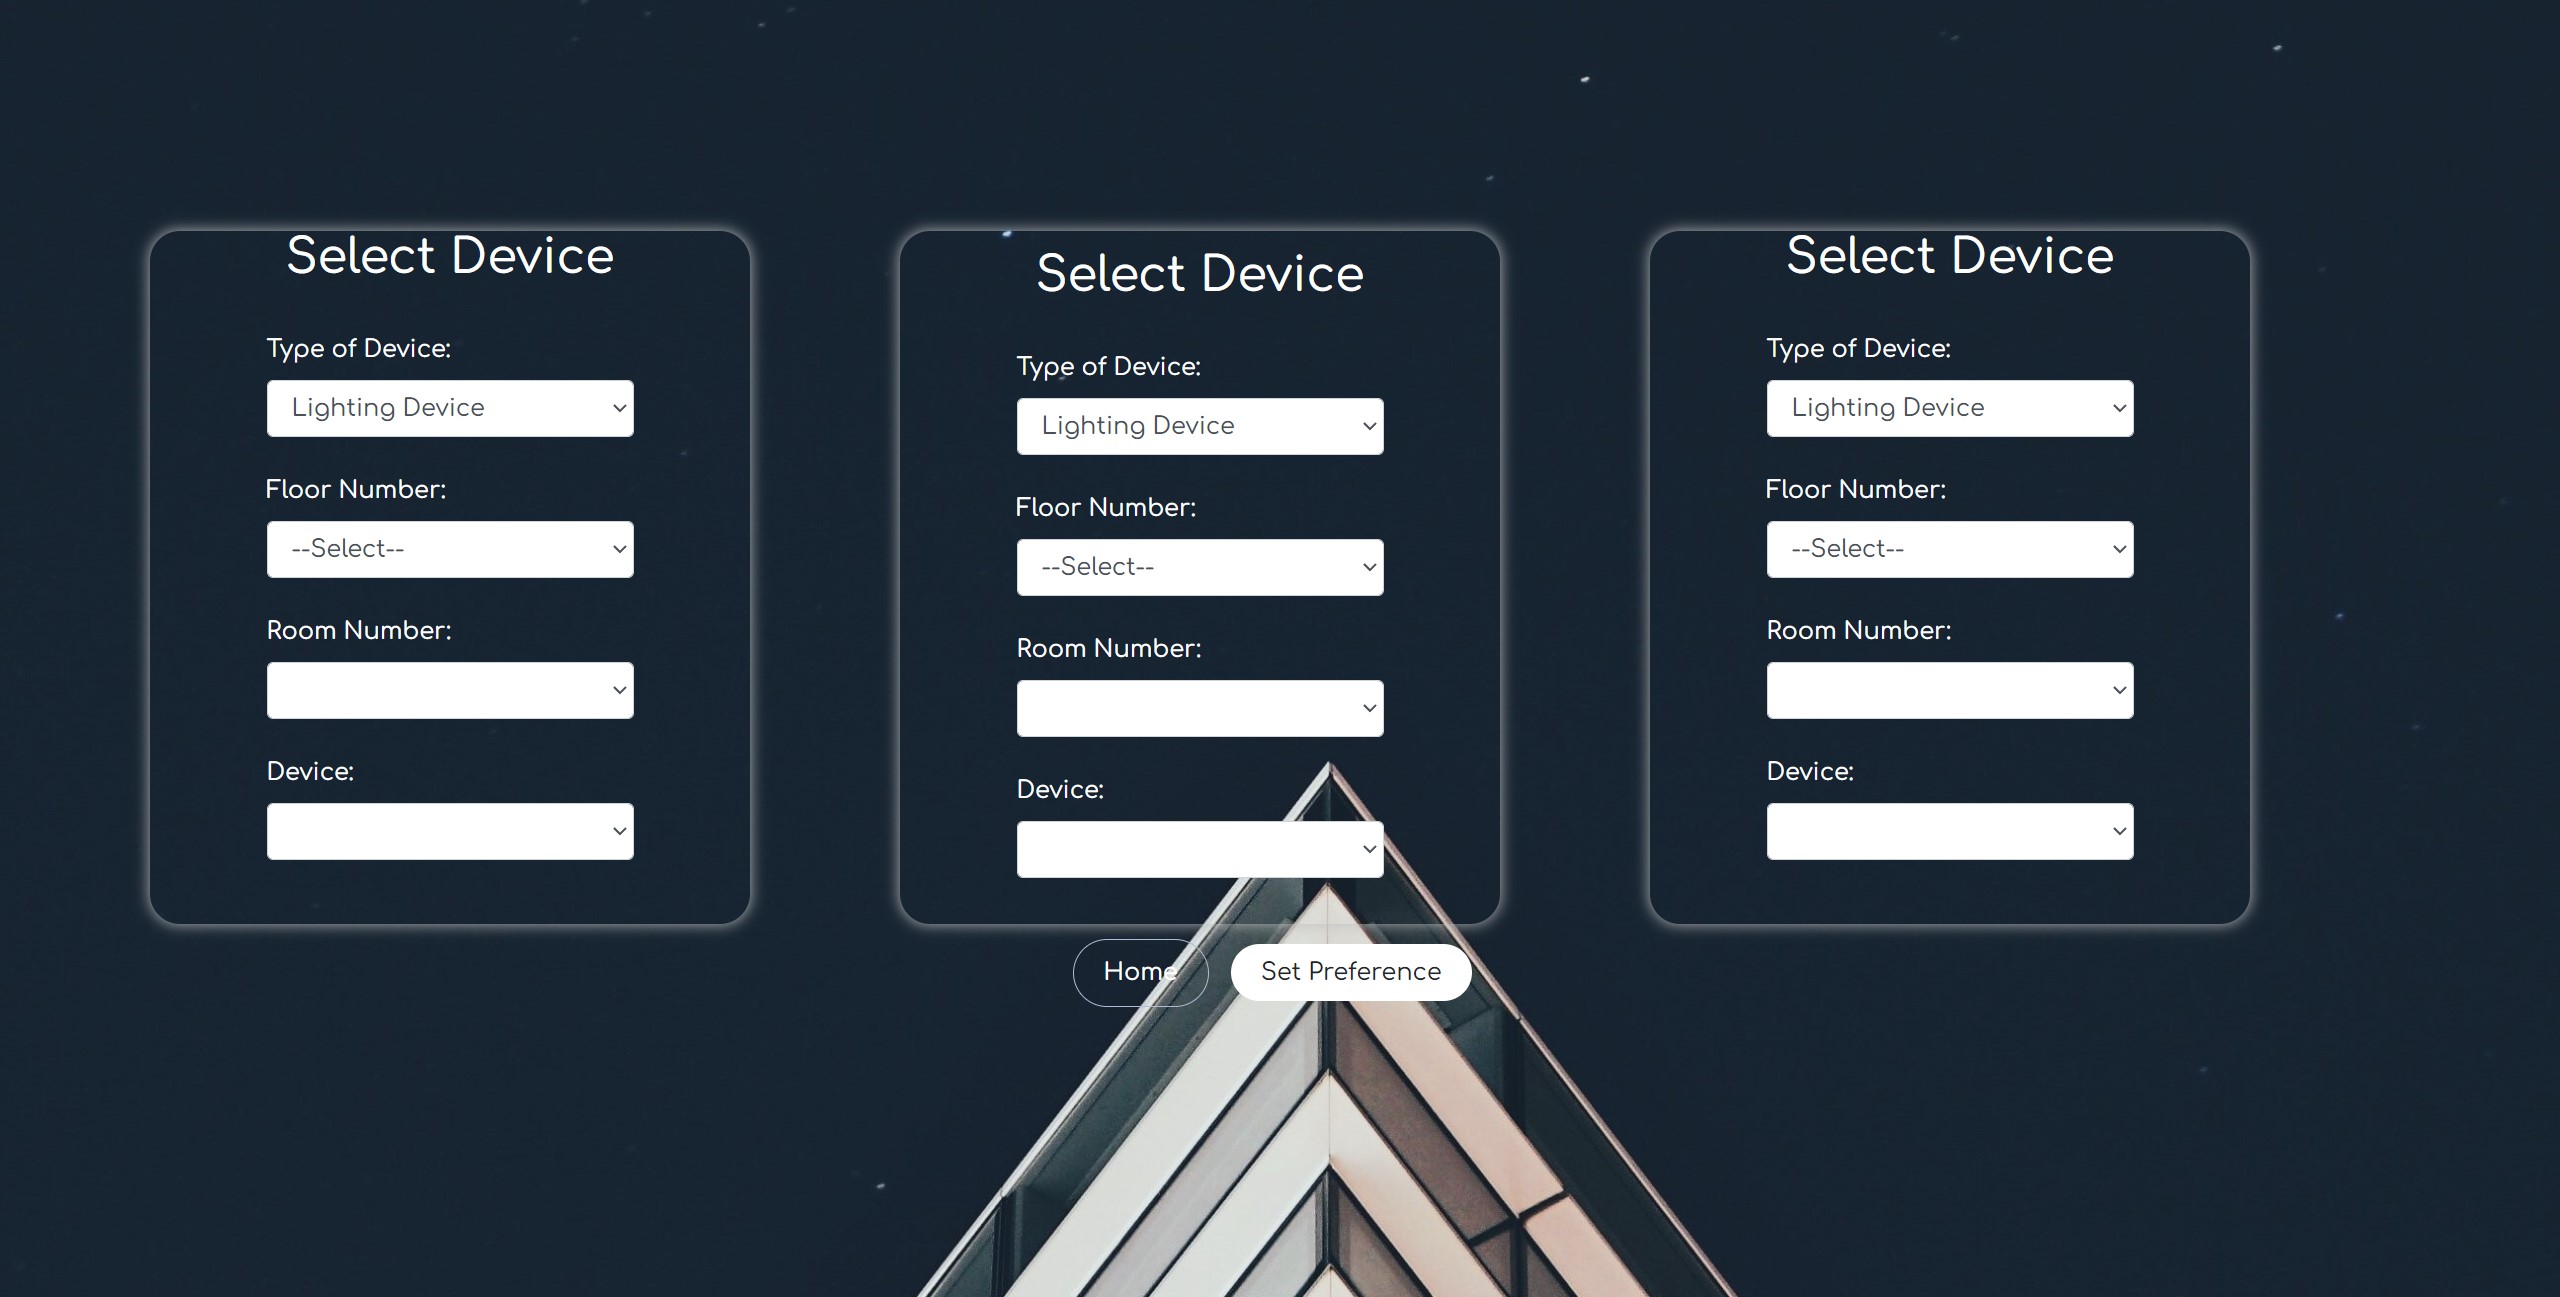 Select Device
Type of Device:
Lighting Device
Floor Number:
--Select--
Room Number:
Device:
Select Device
Type of Device:
Lighting Device
Floor Number:
--Select--
Room Number:
Device:
Select Device
Type of Device:
Lighting Device
Floor Number:
--Select--
Room Number:
Device:
Home
Set Preference